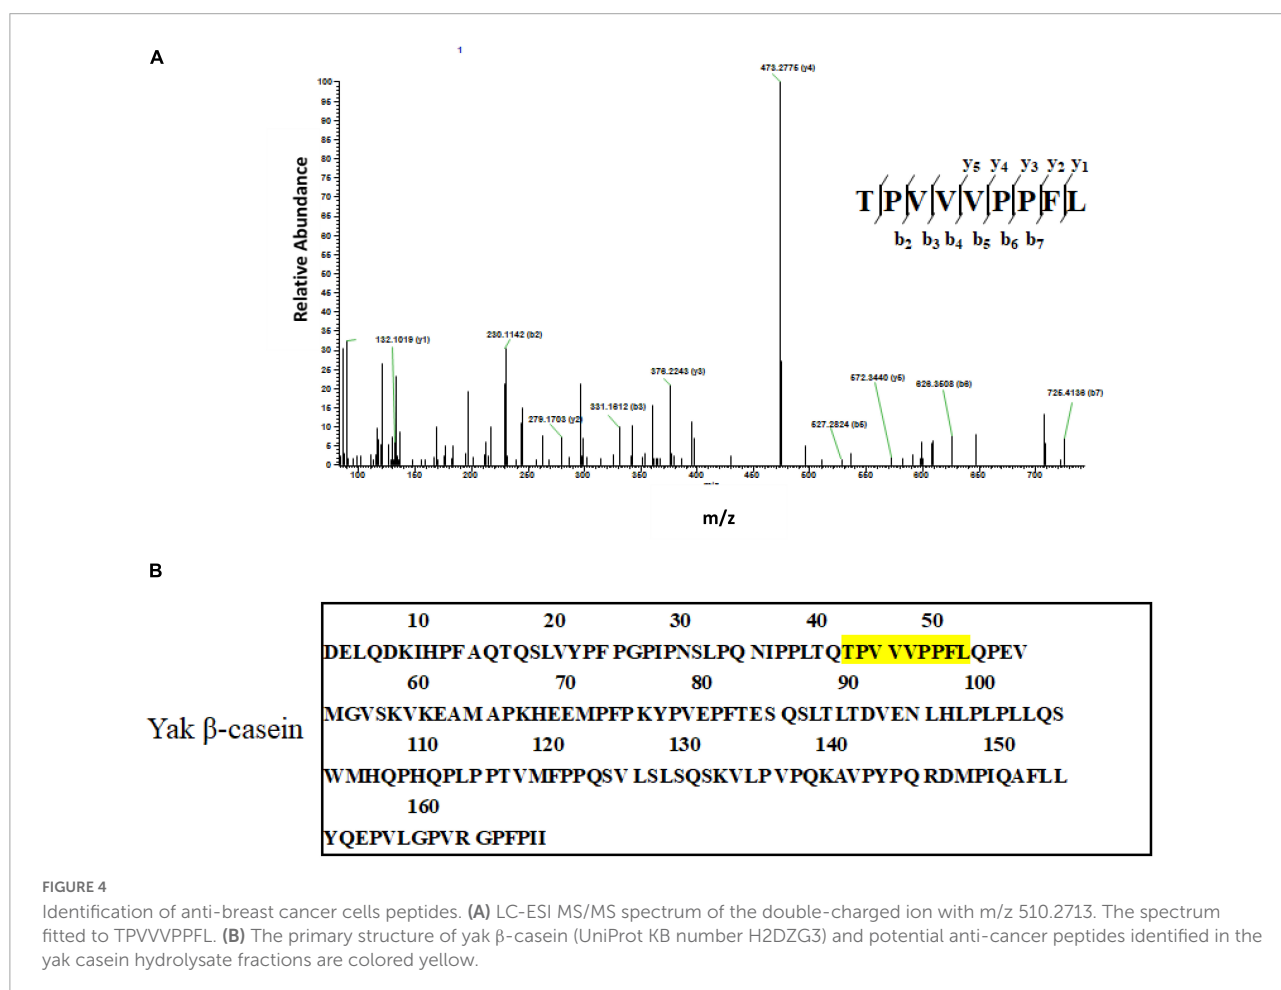 A
1
473.2775 (y4)
100
95
90
85
80
75
70
65
60
55
50
45
40
35
30
25
20
15
10
5
0
Relative Abundance
y5 y4 y3 y2 y1
TPVVVPPFL
b2 b3 b4 b5 b6 b7
132.1019 (y1)
230.1142 (b2)
279.1703 (y2)
331.1612 (b3)
376.2243 (y3)
527.2824 (b5)
572.3440 (y5)
626.3508 (b6)
725.4136 (b7)
100 150 200 250 300 350 400 450 500 550 600 650 700
m/z
m/z
B
10 20 30 40 50
DELQDKIHPF AQTQSLVYPF PGPIPNSLPQ NIPPLTQTPV VVPPFLQPEV
60 70 80 90 100
MGVSKVKEAM APKHEEMPFP KYPVEPFTES QSLTLTDVEN LHLPLPLLQS
110 120 130 140 150
WMHQPHQPLP PTVMFPPQSV LSLSQSKVLP VPQKAVPYPQ RDMPIQAFLL
160
YQEPVLGPVR GPFPII
Yak β-casein
FIGURE 4
Identification of anti-breast cancer cells peptides. (A) LC-ESI MS/MS spectrum of the double-charged ion with m/z 510.2713. The spectrum
fitted to TPVVVPPFL. (B) The primary structure of yak β-casein (UniProt KB number H2DZG3) and potential anti-cancer peptides identified in the
yak casein hydrolysate fractions are colored yellow.